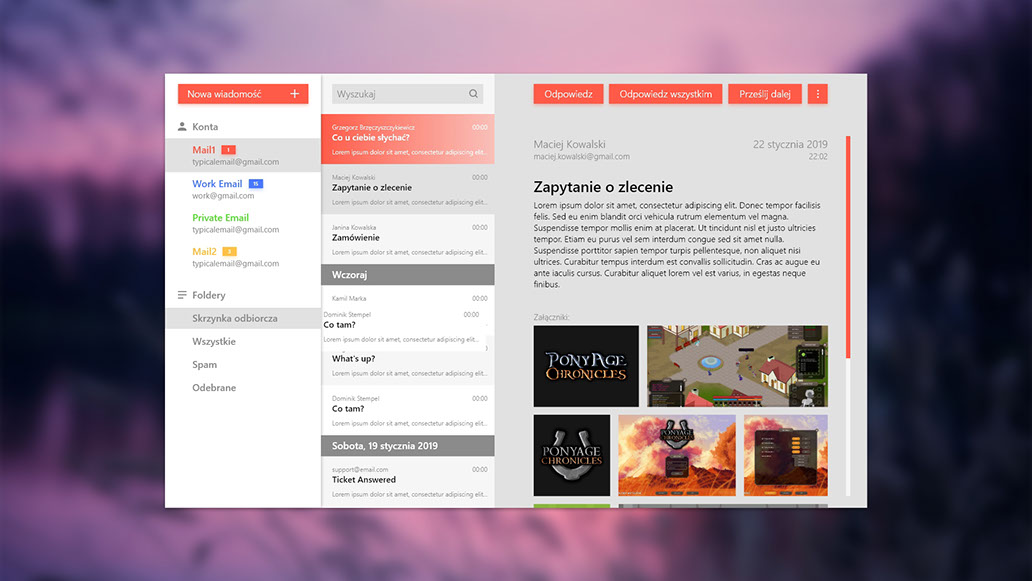 Nowa wiadomość
Konta
Mail1 1
typicalemail@gmail.com
Work Email 15
work@gmail.com
Private Email
typicalemail@gmail.com
Mail2
typicalemail@gmail.com
Foldery
Skrzynka odbiorcza
Wszystkie
Spam
Odebrane
Wyszukaj
Grzegorz Brzęczyszczykiewicz 00:00
Co u ciebie słychać?
Lorem ipsum dolor sit amet, consectetur adipiscing elit...
Maciej Kowalski 00:00
Zapytanie o zlecenie
Lorem ipsum dolor sit amet, consectetur adipiscing elit...
Janina Kowalska 00:00
Zamówienie
Lorem ipsum dolor sit amet, consectetur adipiscing elit...
Wczoraj
Kamil Marka 00:00
Dominik Stempel 00:00
Co tam?
Lorem ipsum dolor sit amet, consectetur adipiscing elit...
What's up?
Lorem ipsum dolor sit amet, consectetur adipiscing elit...
Dominik Stempel 00:00
Co tam?
Lorem ipsum dolor sit amet, consectetur adipiscing elit...
Sobota, 19 stycznia 2019
support@email.com 00:00
Ticket Answered
Lorem ipsum dolor sit amet, consectetur adipiscing elit...
Odpowiedz Odpowiedz wszystkim Prześlij dalej
Maciej Kowalski 22 stycznia 2019
maciej.kowalski@gmail.com 22:02
Zapytanie o zlecenie
Lorem ipsum dolor sit amet, consectetur adipiscing elit. Donec tempor facilisis
felis. Sed eu enim blandit orci vehicula rutrum elementum vel magna.
Suspendisse tempor mollis enim at placerat. Ut tincidunt nisl et justo ultricies
tempor. Etiam eu purus vel sem interdum congue sed sit amet nulla.
Suspendisse porttitor sapien tempor turpis pellentesque, non aliquet nisi
ultrices. Curabitur tempus interdum est convallis sollicitudin. Cras ac augue eu
ante iaculis cursus. Curabitur aliquet lorem vel est varius, in egestas neque
finibus.
Załączniki:
PONYAGE
CHRONICLES
PONYAGE
CHRONICLES
PONYAGE
CHRONICLES